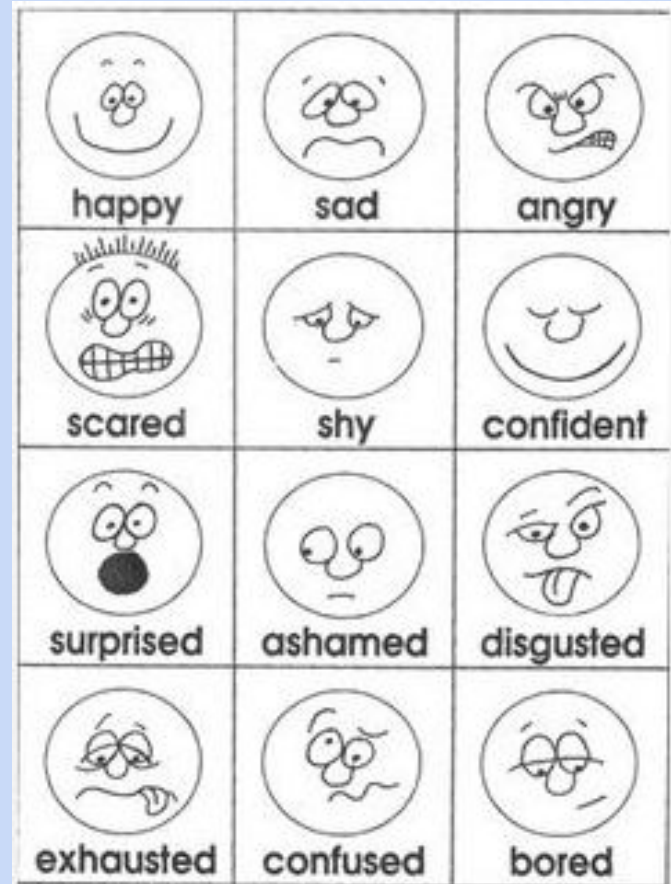 happy sad angry
scared shy confident
surprised ashamed disgusted
exhausted confused bored